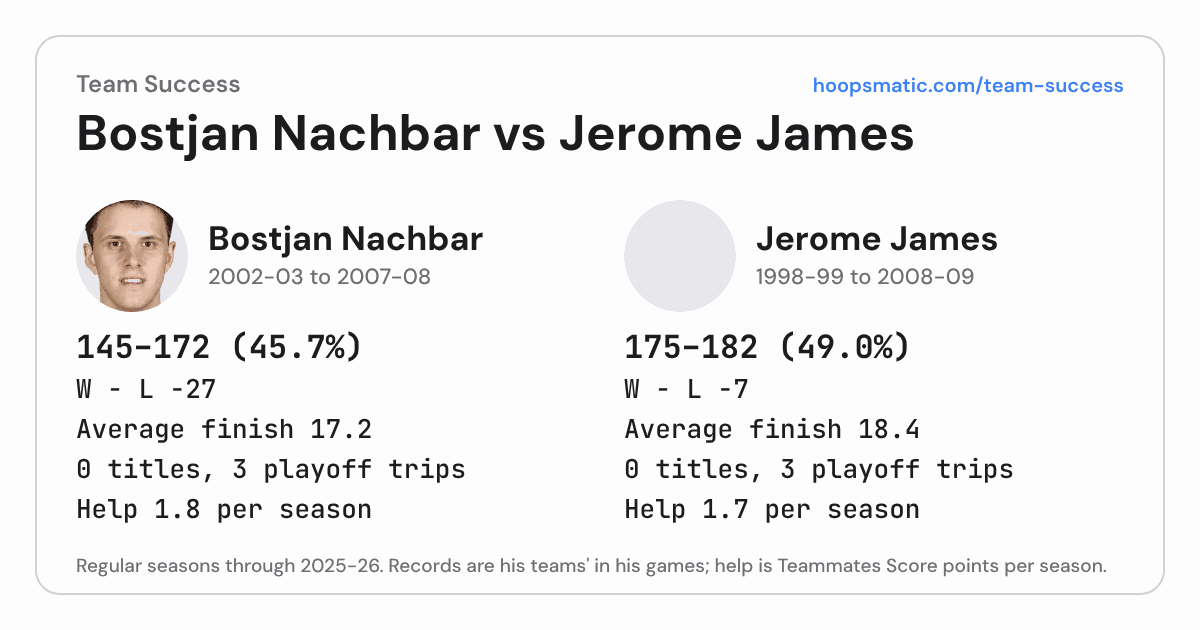 Team Success
hoopsmatic.com/team-success
Bostjan Nachbar vs Jerome James
Bostjan Nachbar
2002-03 to 2007-08
145-172 (45.7%)
W - L -27
Average finish 17.2
0 titles, 3 playoff trips
Help 1.8 per season
Jerome James
1998-99 to 2008-09
175-182 (49.0%)
W - L -7
Average finish 18.4
0 titles, 3 playoff trips
Help 1.7 per season
Regular seasons through 2025-26. Records are his teams' in his games; help is Teammates Score points per season.